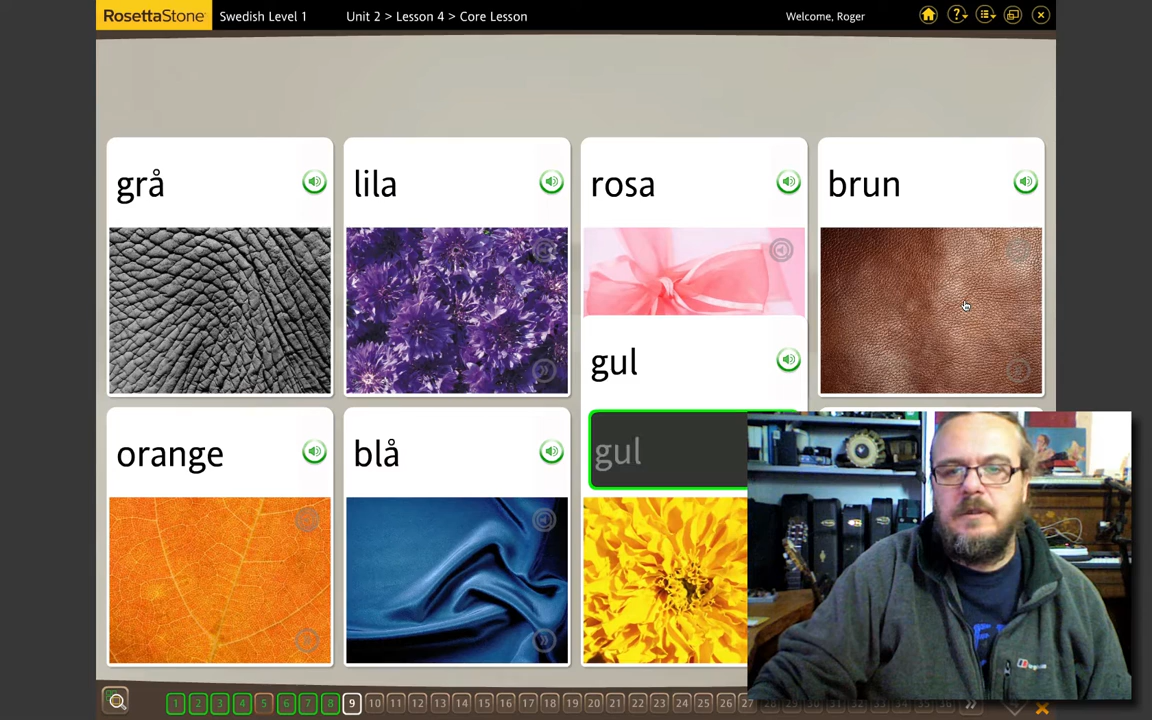 RosettaStone Swedish Level 1 Unit 2 > Lesson 4 > Core Lesson Welcome, Roger
grå lila rosa brun
gul
orange blå gul
1 2 3 4 5 6 7 8 9 10 11 12 13 14 15 16 17 18 19 20 21 22 23 24 25 26 27